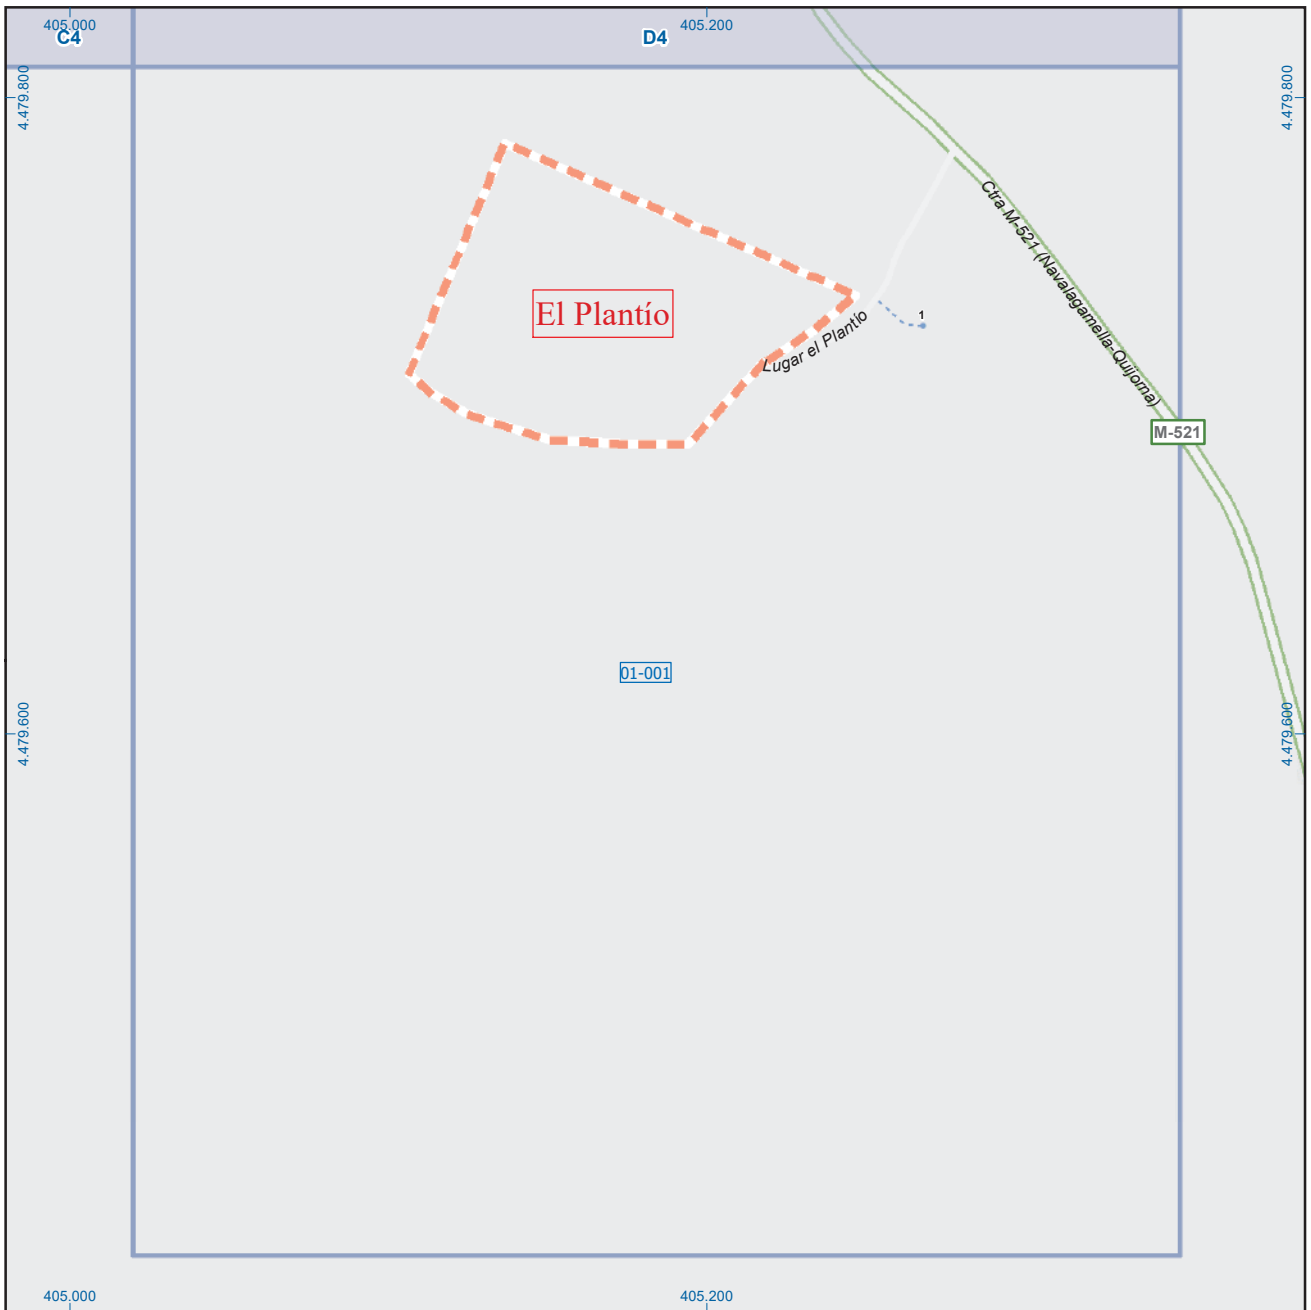 405.000
405.200
C4
D4
4.479.800
4.479.800
Ctra M-521 (Navalagamella-Quijorna)
El Plantío
1
Lugar el Plantío
M-521
01-001
4.479.600
4.479.600
405.000
405.200